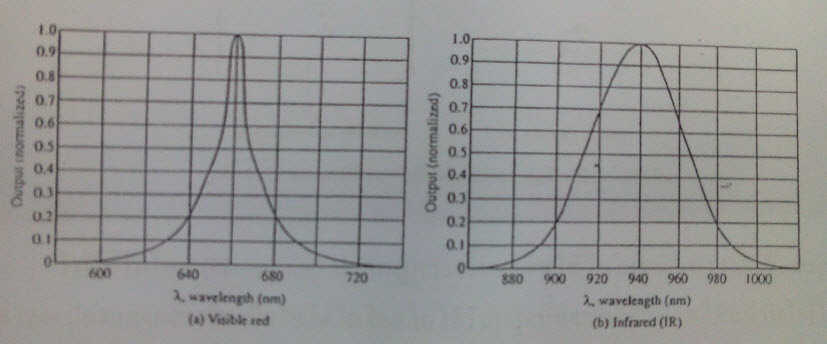 Output (normalized)
1.0
0.9
0.8
0.7
0.6
0.5
0.4
0.3
0.2
0.1
0
600 640 680 720
λ, wavelength (nm)
(a) Visible red
Output (normalized)
1.0
0.9
0.8
0.7
0.6
0.5
0.4
0.3
0.2
0.1
0
880 900 920 940 960 980 1000
λ, wavelength (nm)
(b) Infrared (IR)